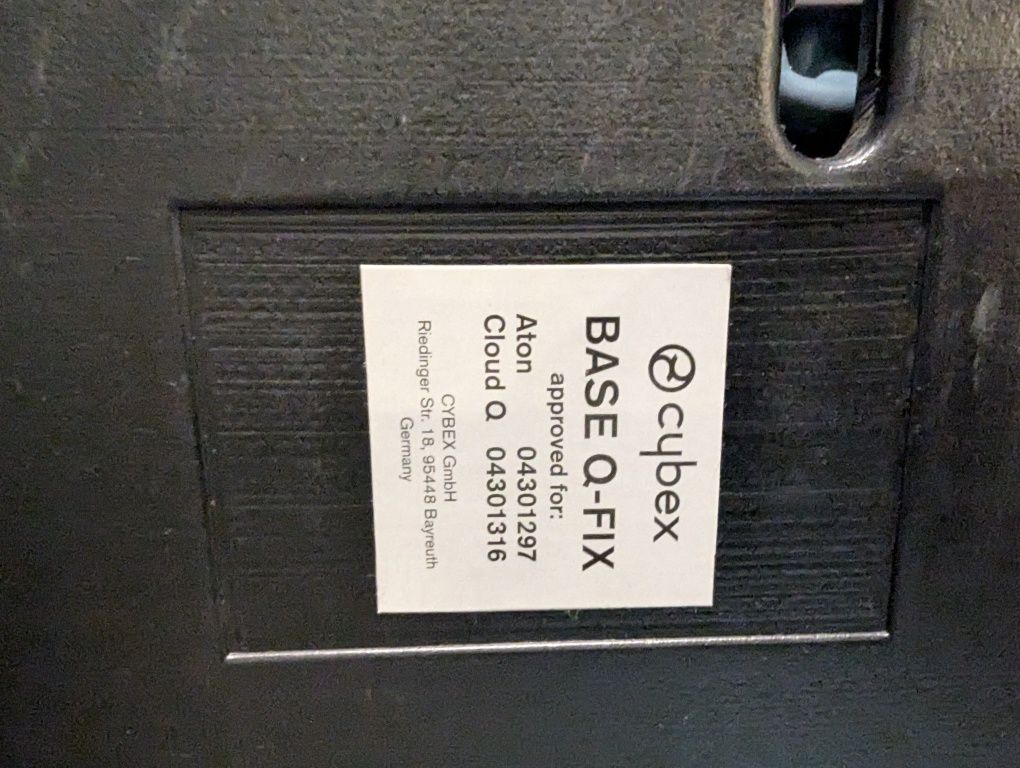 cybex
BASE Q-FIX
approved for:
Aton 04301297
Cloud Q 04301316
CYBEX GmbH
Riedinger Str. 18, 95448 Bayreuth
Germany